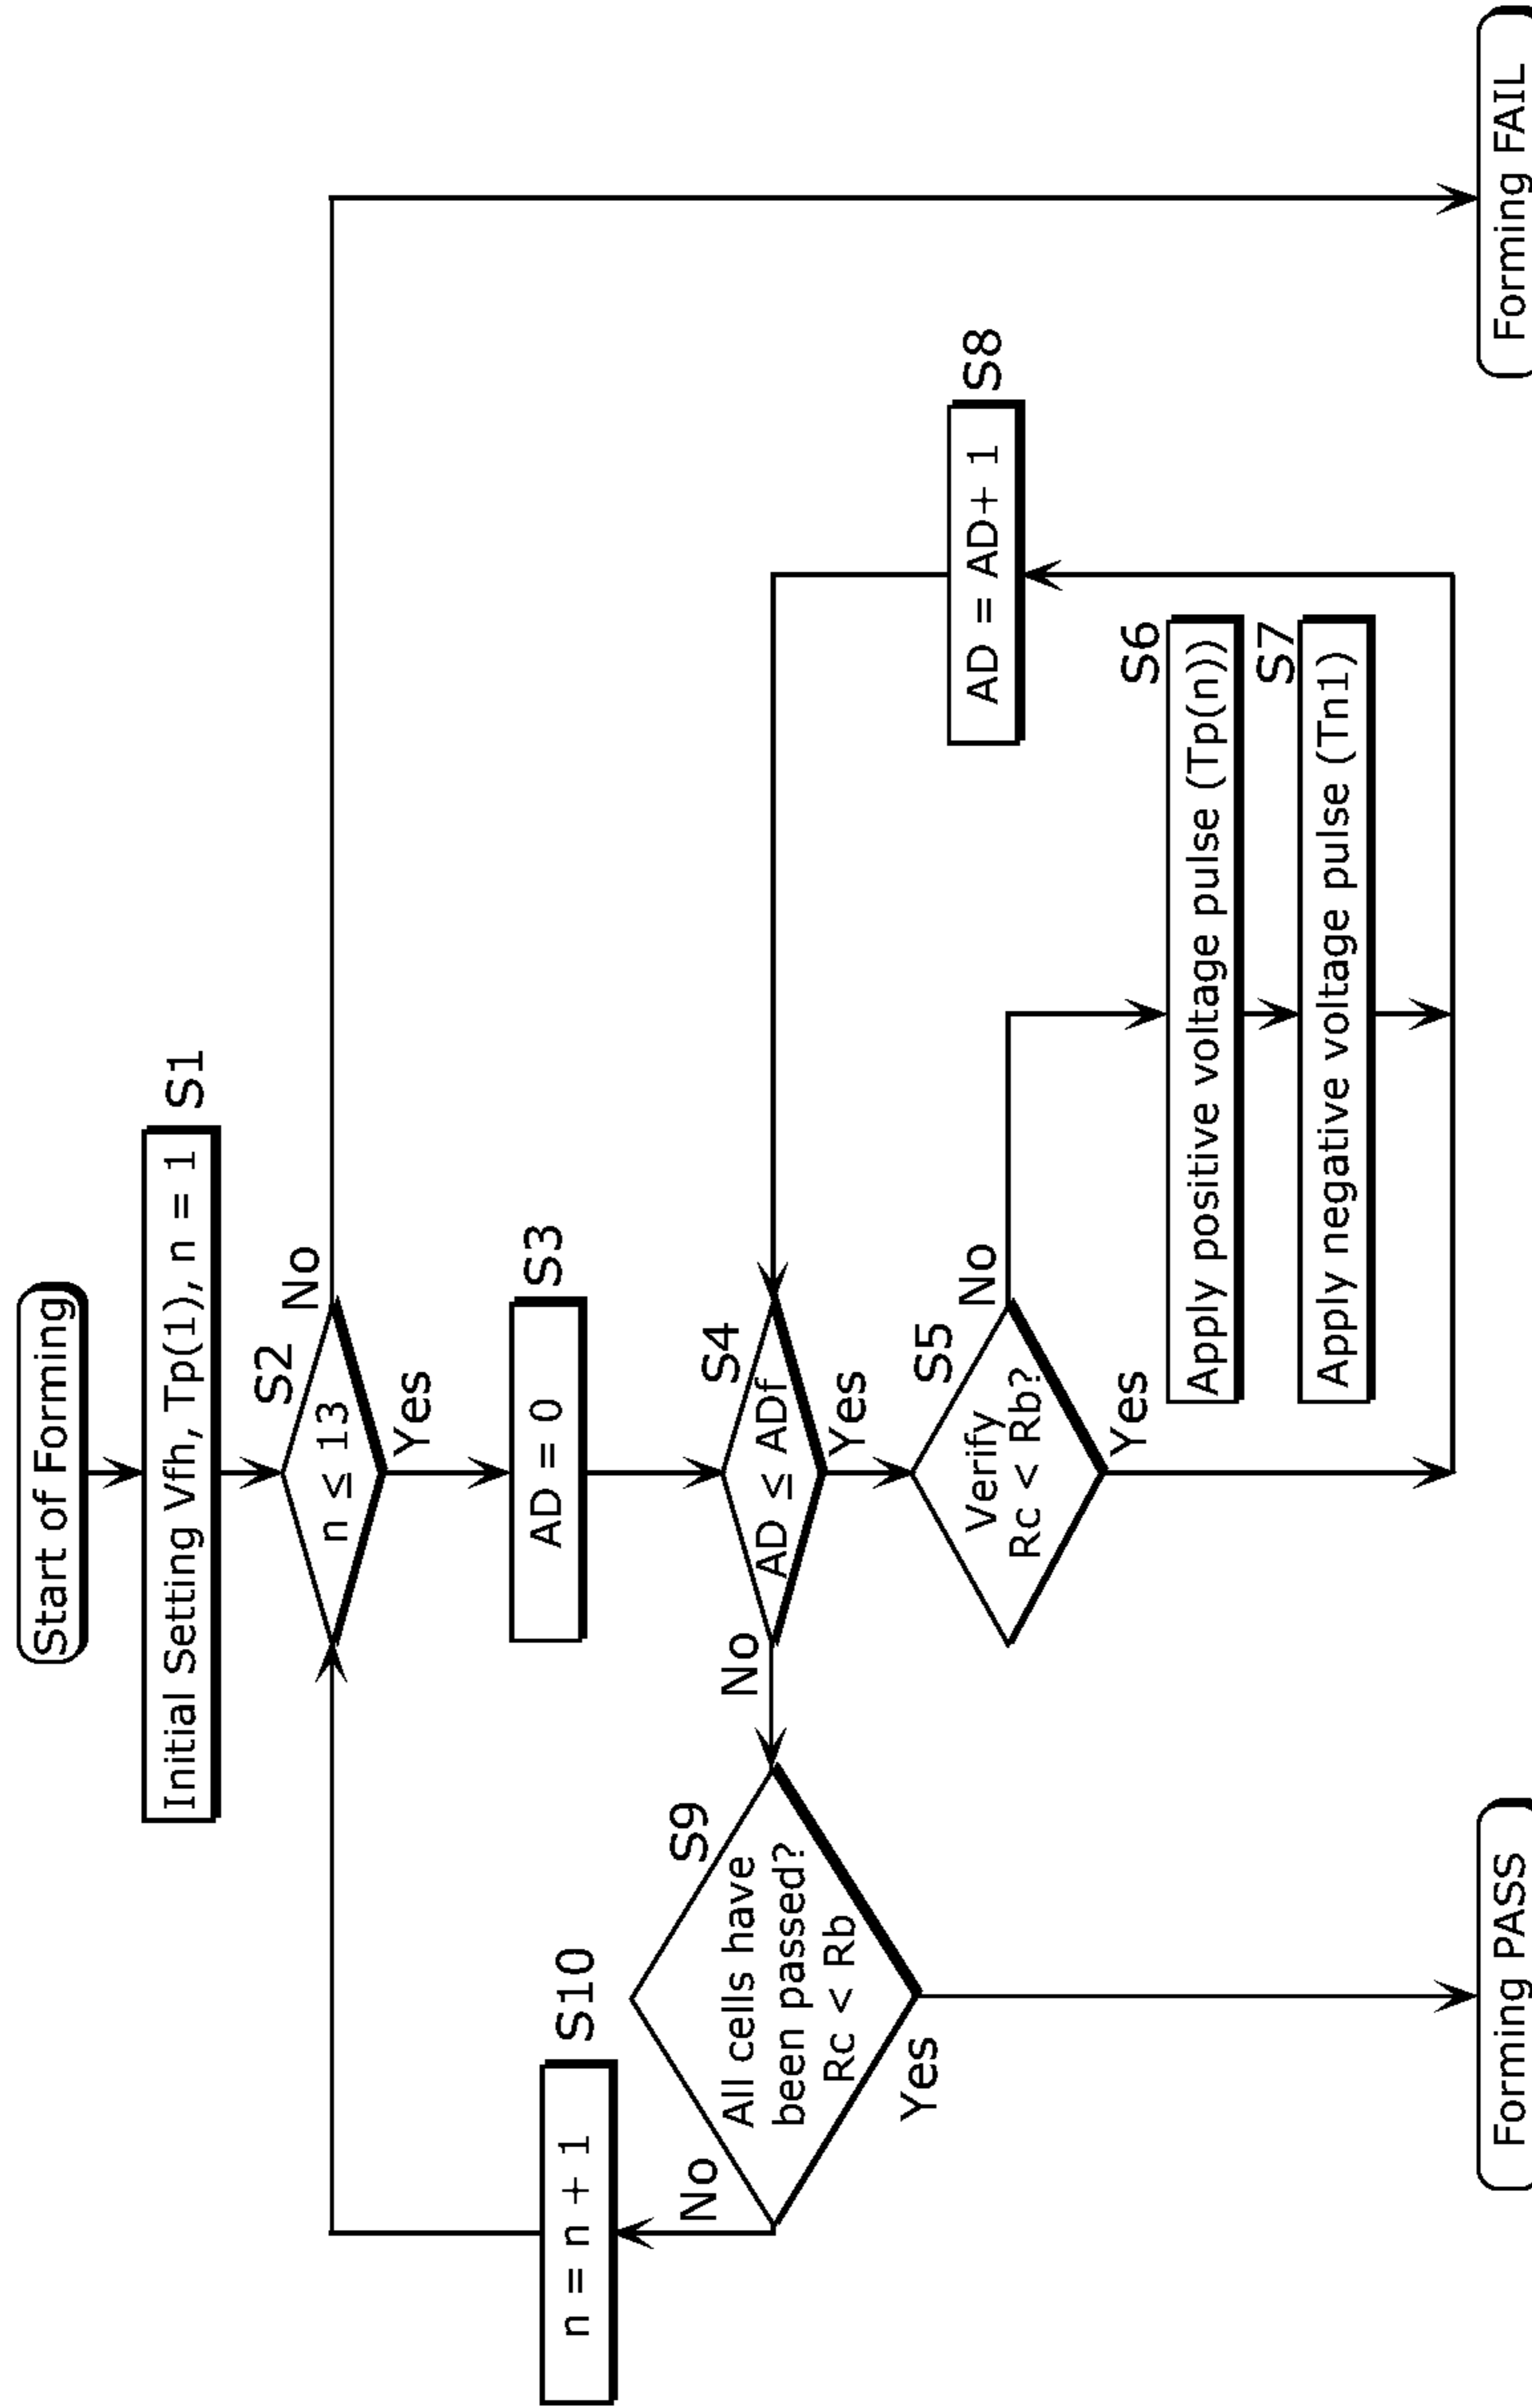 Start of Forming
Initial Setting Vfh, Tp(1), n = 1
S1
S2
n ≤ 13
No
Yes
S3
AD = 0
S4
AD ≤ ADf
No
Yes
S5
Verify
Rc < Rb?
No
Yes
S6
Apply positive voltage pulse (Tp(n))
S7
Apply negative voltage pulse (Tn1)
S8
AD = AD+ 1
S9
All cells have
been passed?
Rc < Rb
No
Yes
S10
n = n + 1
Forming PASS
Forming FAIL